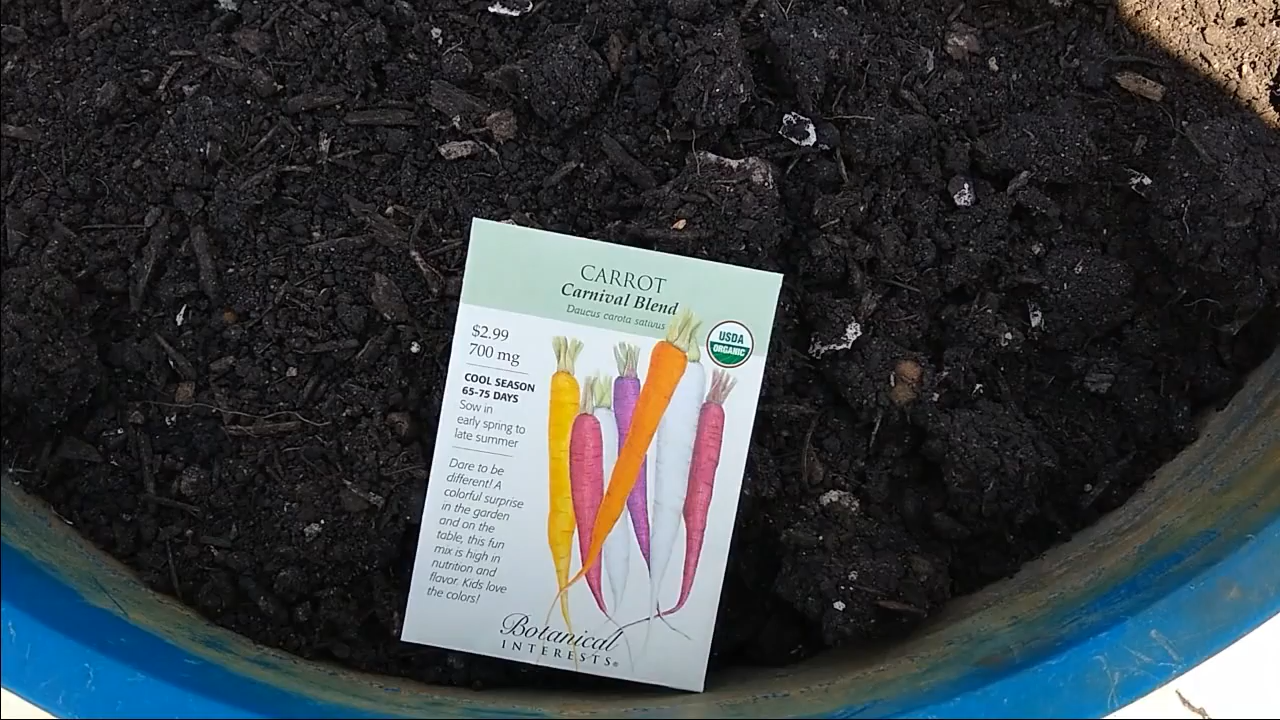 CARROT
Carnival Blend
Daucus carota sativus
$2.99
700 mg
USDA
ORGANIC
COOL SEASON
65-75 DAYS
Sow in
early spring to
late summer
Dare to be
different! A
colorful surprise
in the garden
and on the
table, this fun
mix is high in
nutrition and
flavor. Kids love
the colors!
Botanical
INTERESTS®